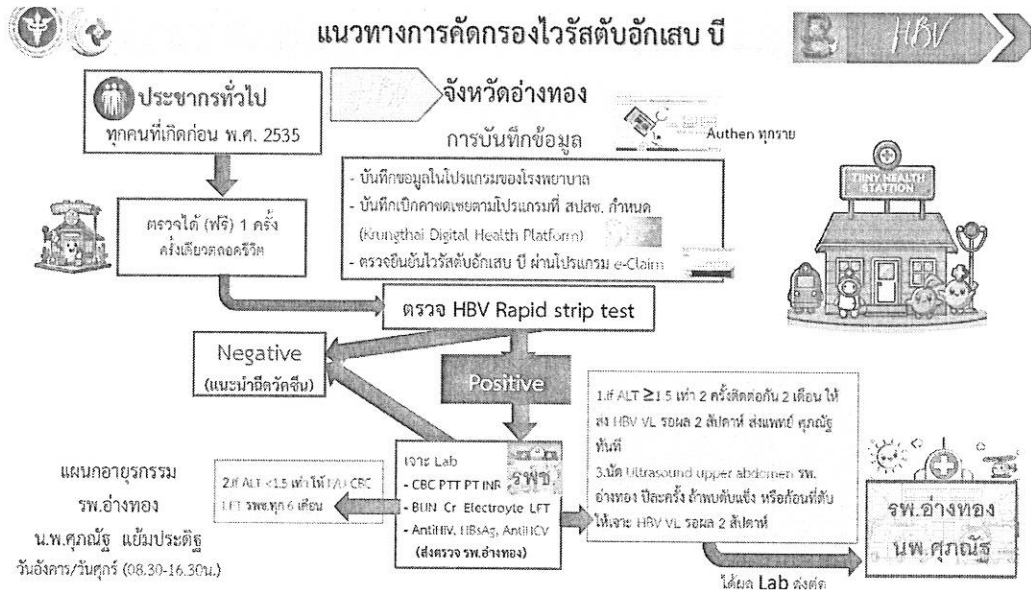 แนวทางการคัดกรองไวรัสตับอักเสบ บี
HBV
ประชากรทั่วไป
ทุกคนที่เกิดก่อน พ.ศ. 2535
จังหวัดอ่างทอง
การบันทึกข้อมูล
Authen ทุกราย
- บันทึกข้อมูลในโปรแกรมของโรงพยาบาล
- บันทึกเบิกค่าชดเชยตามโปรแกรมที่ สปสช. กำหนด
(Krungthai Digital Health Platform)
- ตรวจยืนยันไวรัสตับอักเสบ บี ผ่านโปรแกรม e-Claim
ตรวจได้ (ฟรี) 1 ครั้ง
ครั้งเดียวตลอดชีวิต
TIINY HEALTH
STATTION
ตรวจ HBV Rapid strip test
Negative
(แนะนำฉีดวัคซีน)
Positive
1.if ALT ≥1.5 เท่า 2 ครั้งติดต่อกัน 2 เดือน ให้
ส่ง HBV VL รอผล 2 สัปดาห์ ส่งแพทย์ ศุภณัฐ
ทันที
3.นัด Ultrasound upper abdomen รพ.
อ่างทอง ปีละครั้ง ถ้าพบตับแข็ง หรือก้อนที่ตับ
ให้เจาะ HBV VL รอผล 2 สัปดาห์
เจาะ Lab
รพช.
- CBC PTT PT INR
- BUN Cr Electroyte LFT
- AntiHIV, HBsAg, AntiHCV
(ส่งตรวจ รพ.อ่างทอง)
2.if ALT <1.5 เท่า ให้ F/U CBC
LFT รพช.ทุก 6 เดือน
แผนกอายุรกรรม
รพ.อ่างทอง
น.พ.ศุภณัฐ แย้มประดิฐ
วันอังคาร/วันศุกร์ (08.30-16.30น.)
รพ.อ่างทอง
นพ.ศุภณัฐ
ได้ผล Lab ส่งต่อ